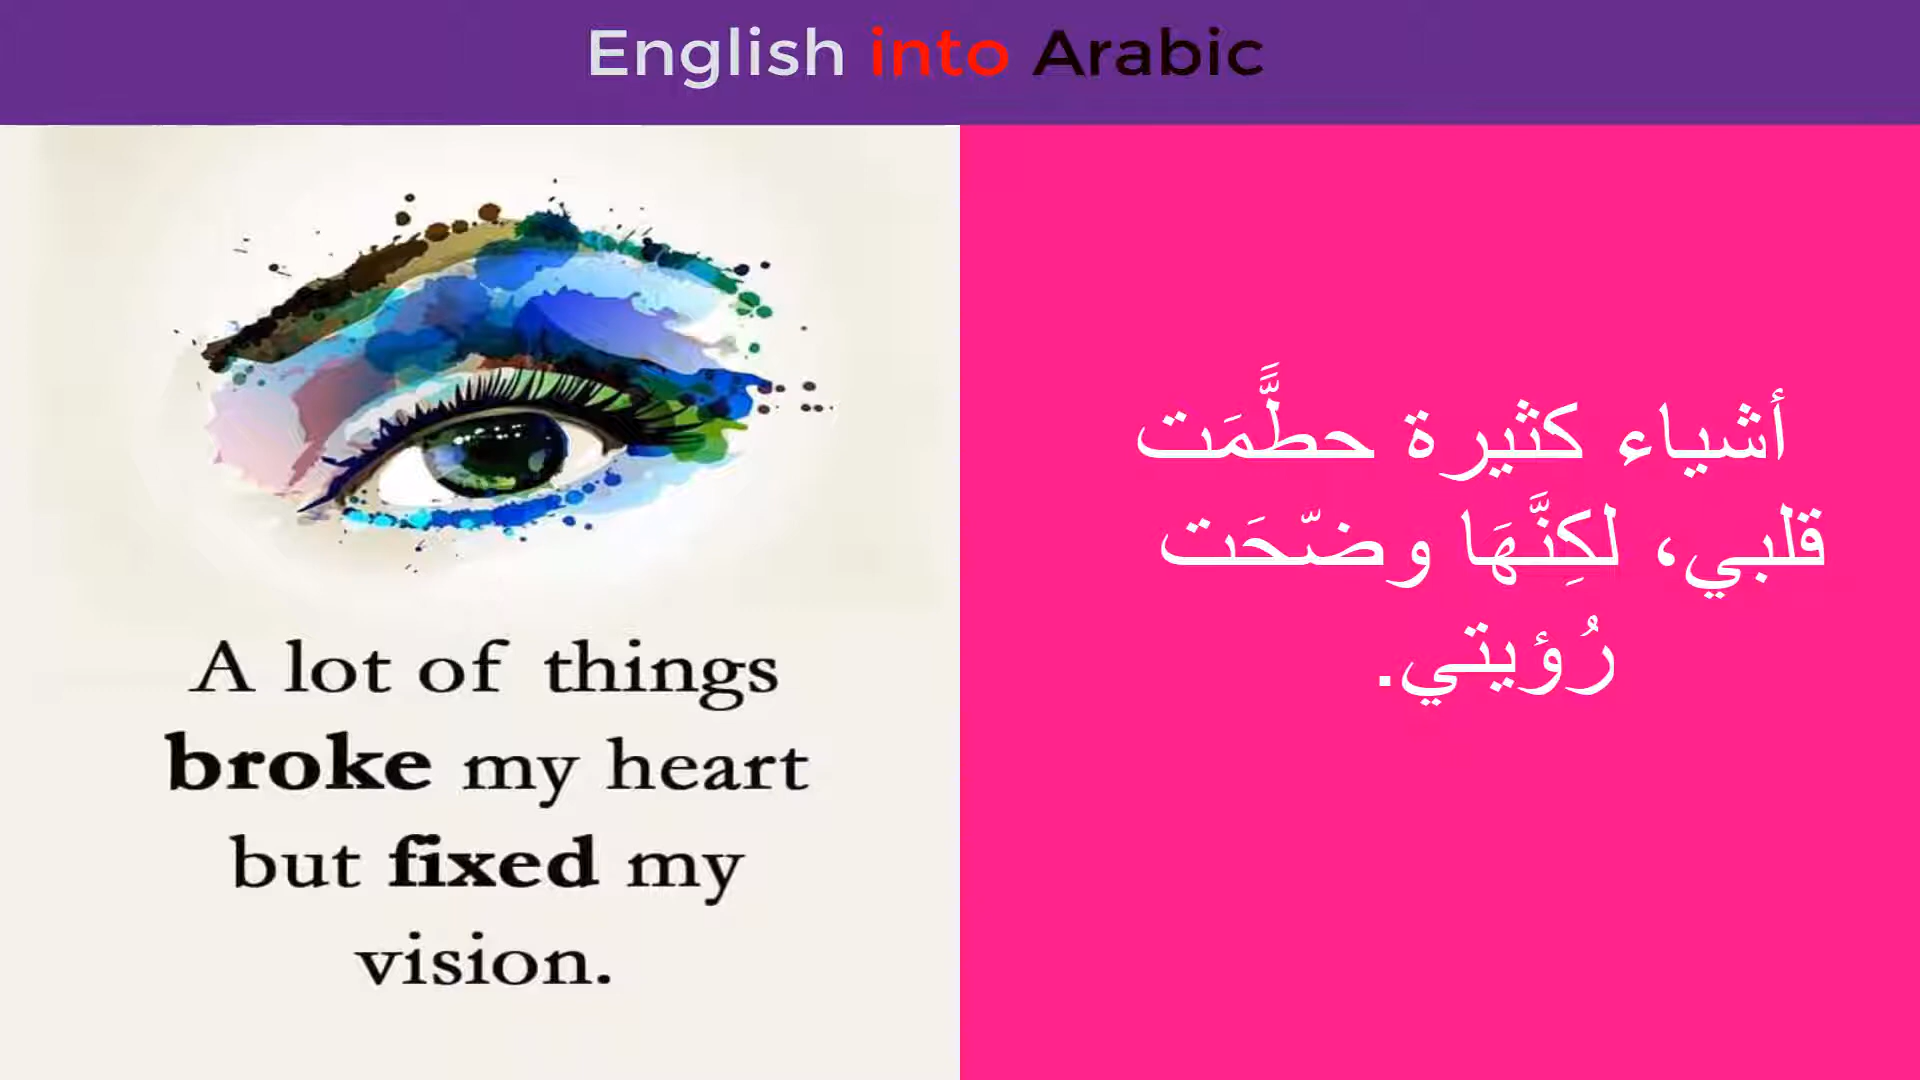 English into Arabic
A lot of things
broke my heart
but fixed my
vision.
أشياء كثيرة حطَّمَت
قلبي، لكِنَّهَا وضّحَت
رُؤيتي.